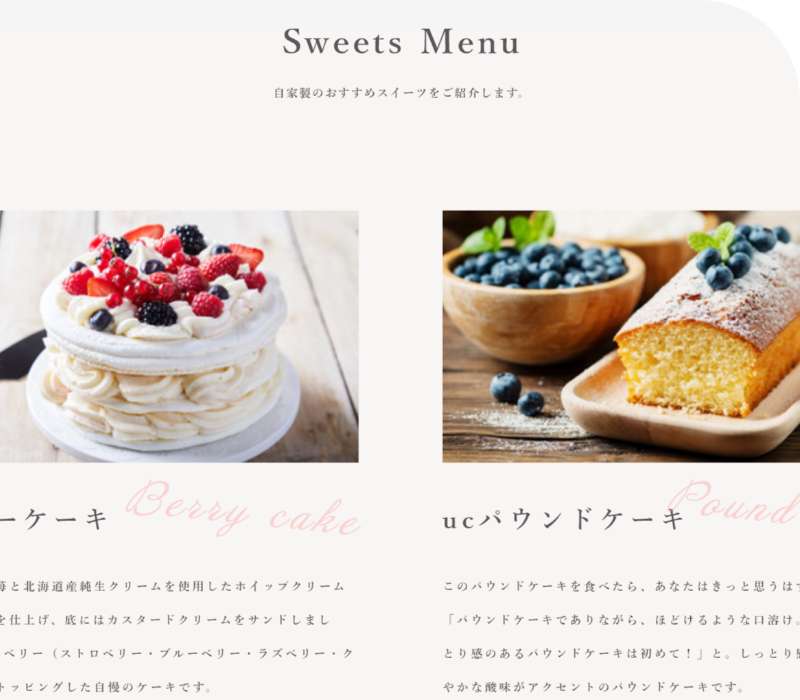 Sweets Menu
自家製のおすすめスイーツをご紹介します。
ーケーキ
Berry cake
苺と北海道産純生クリームを使用したホイップクリーム
を仕上げ、底にはカスタードクリームをサンドしまし
ベリー（ストロベリー・ブルーベリー・ラズベリー・ク
トッピングした自慢のケーキです。
ucパウンドケーキ
Pound
このパウンドケーキを食べたら、あなたはきっと思うはず
「パウンドケーキでありながら、ほどけるような口溶け。
とり感のあるパウンドケーキは初めて！」と。しっとり感
やかな酸味がアクセントのパウンドケーキです。